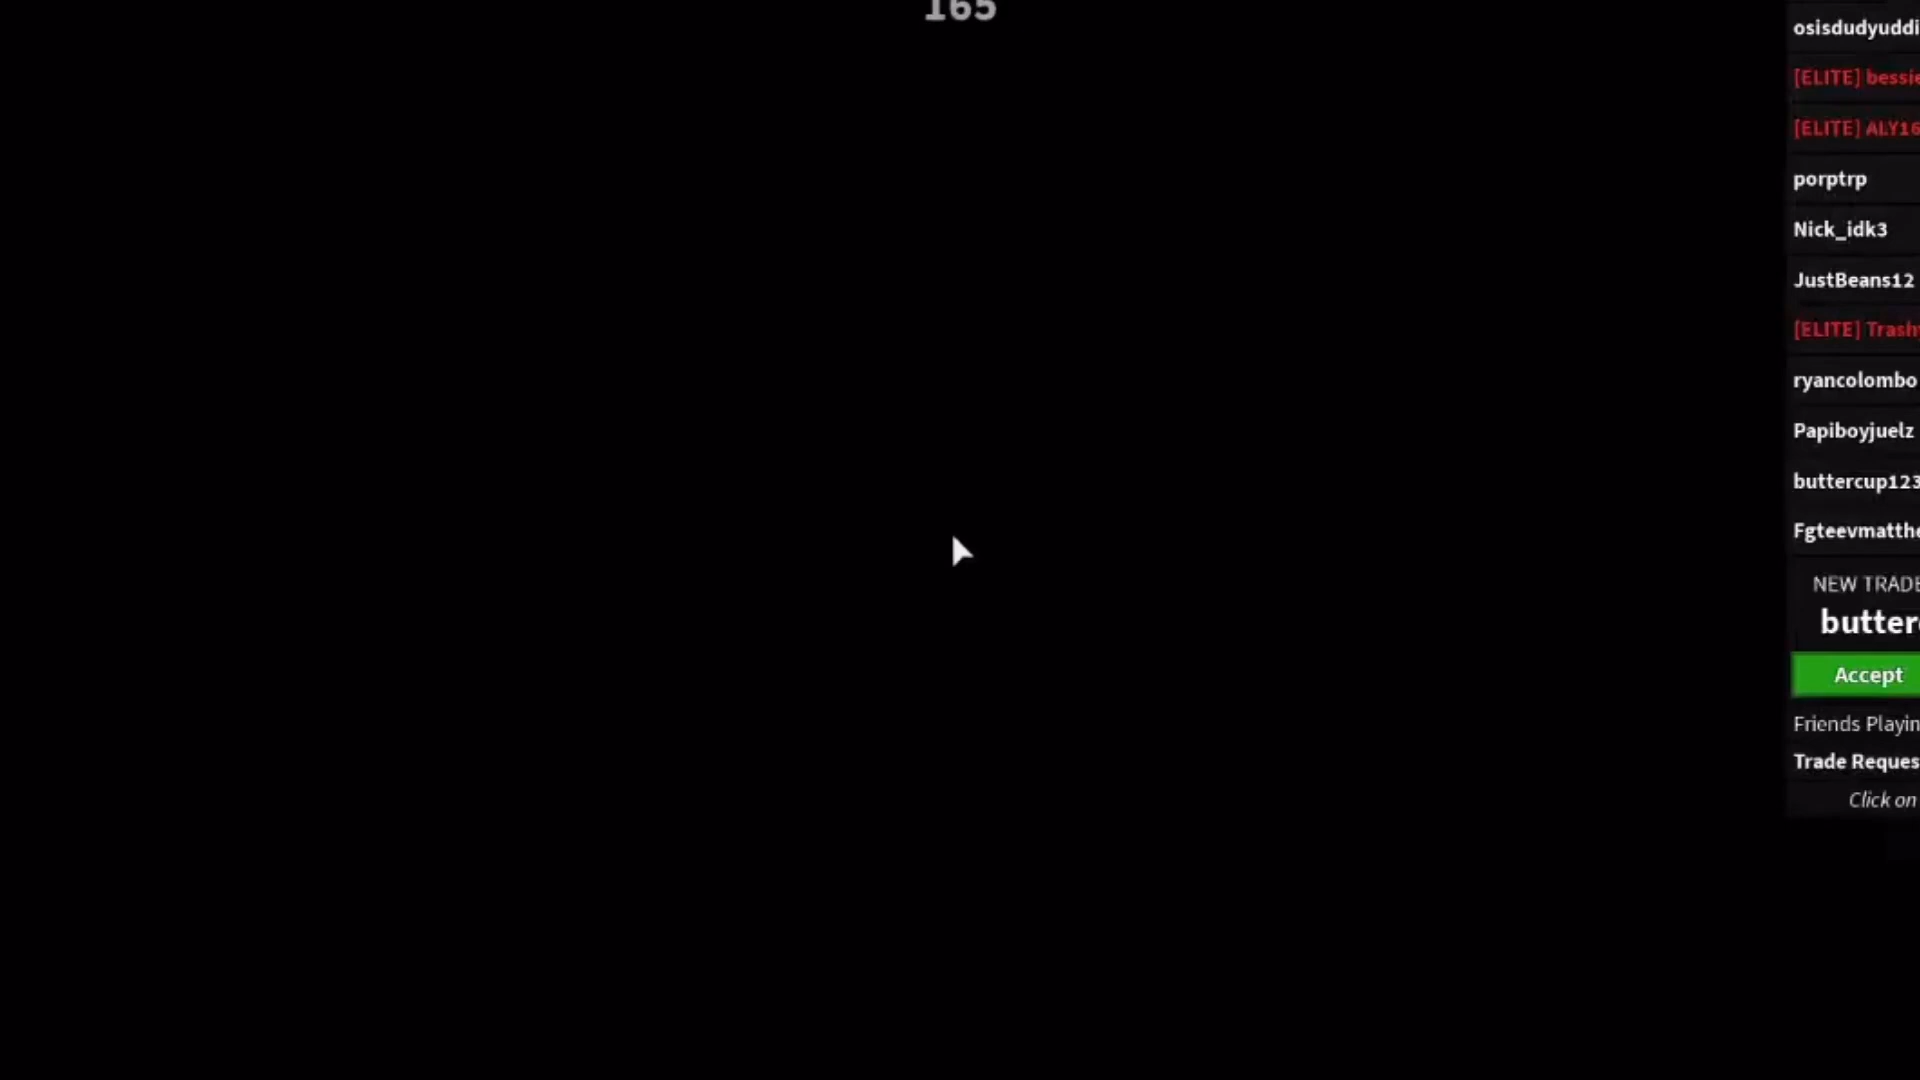 165
osisdudyuddi
[ELITE] bessie
[ELITE] ALY16
porptrp
Nick_idk3
JustBeans12
[ELITE] Trash
ryancolombo
Papiboyjuelz
buttercup123
Fgteevmatthe
NEW TRADE
butter
Accept
Friends Playin
Trade Reques
Click on